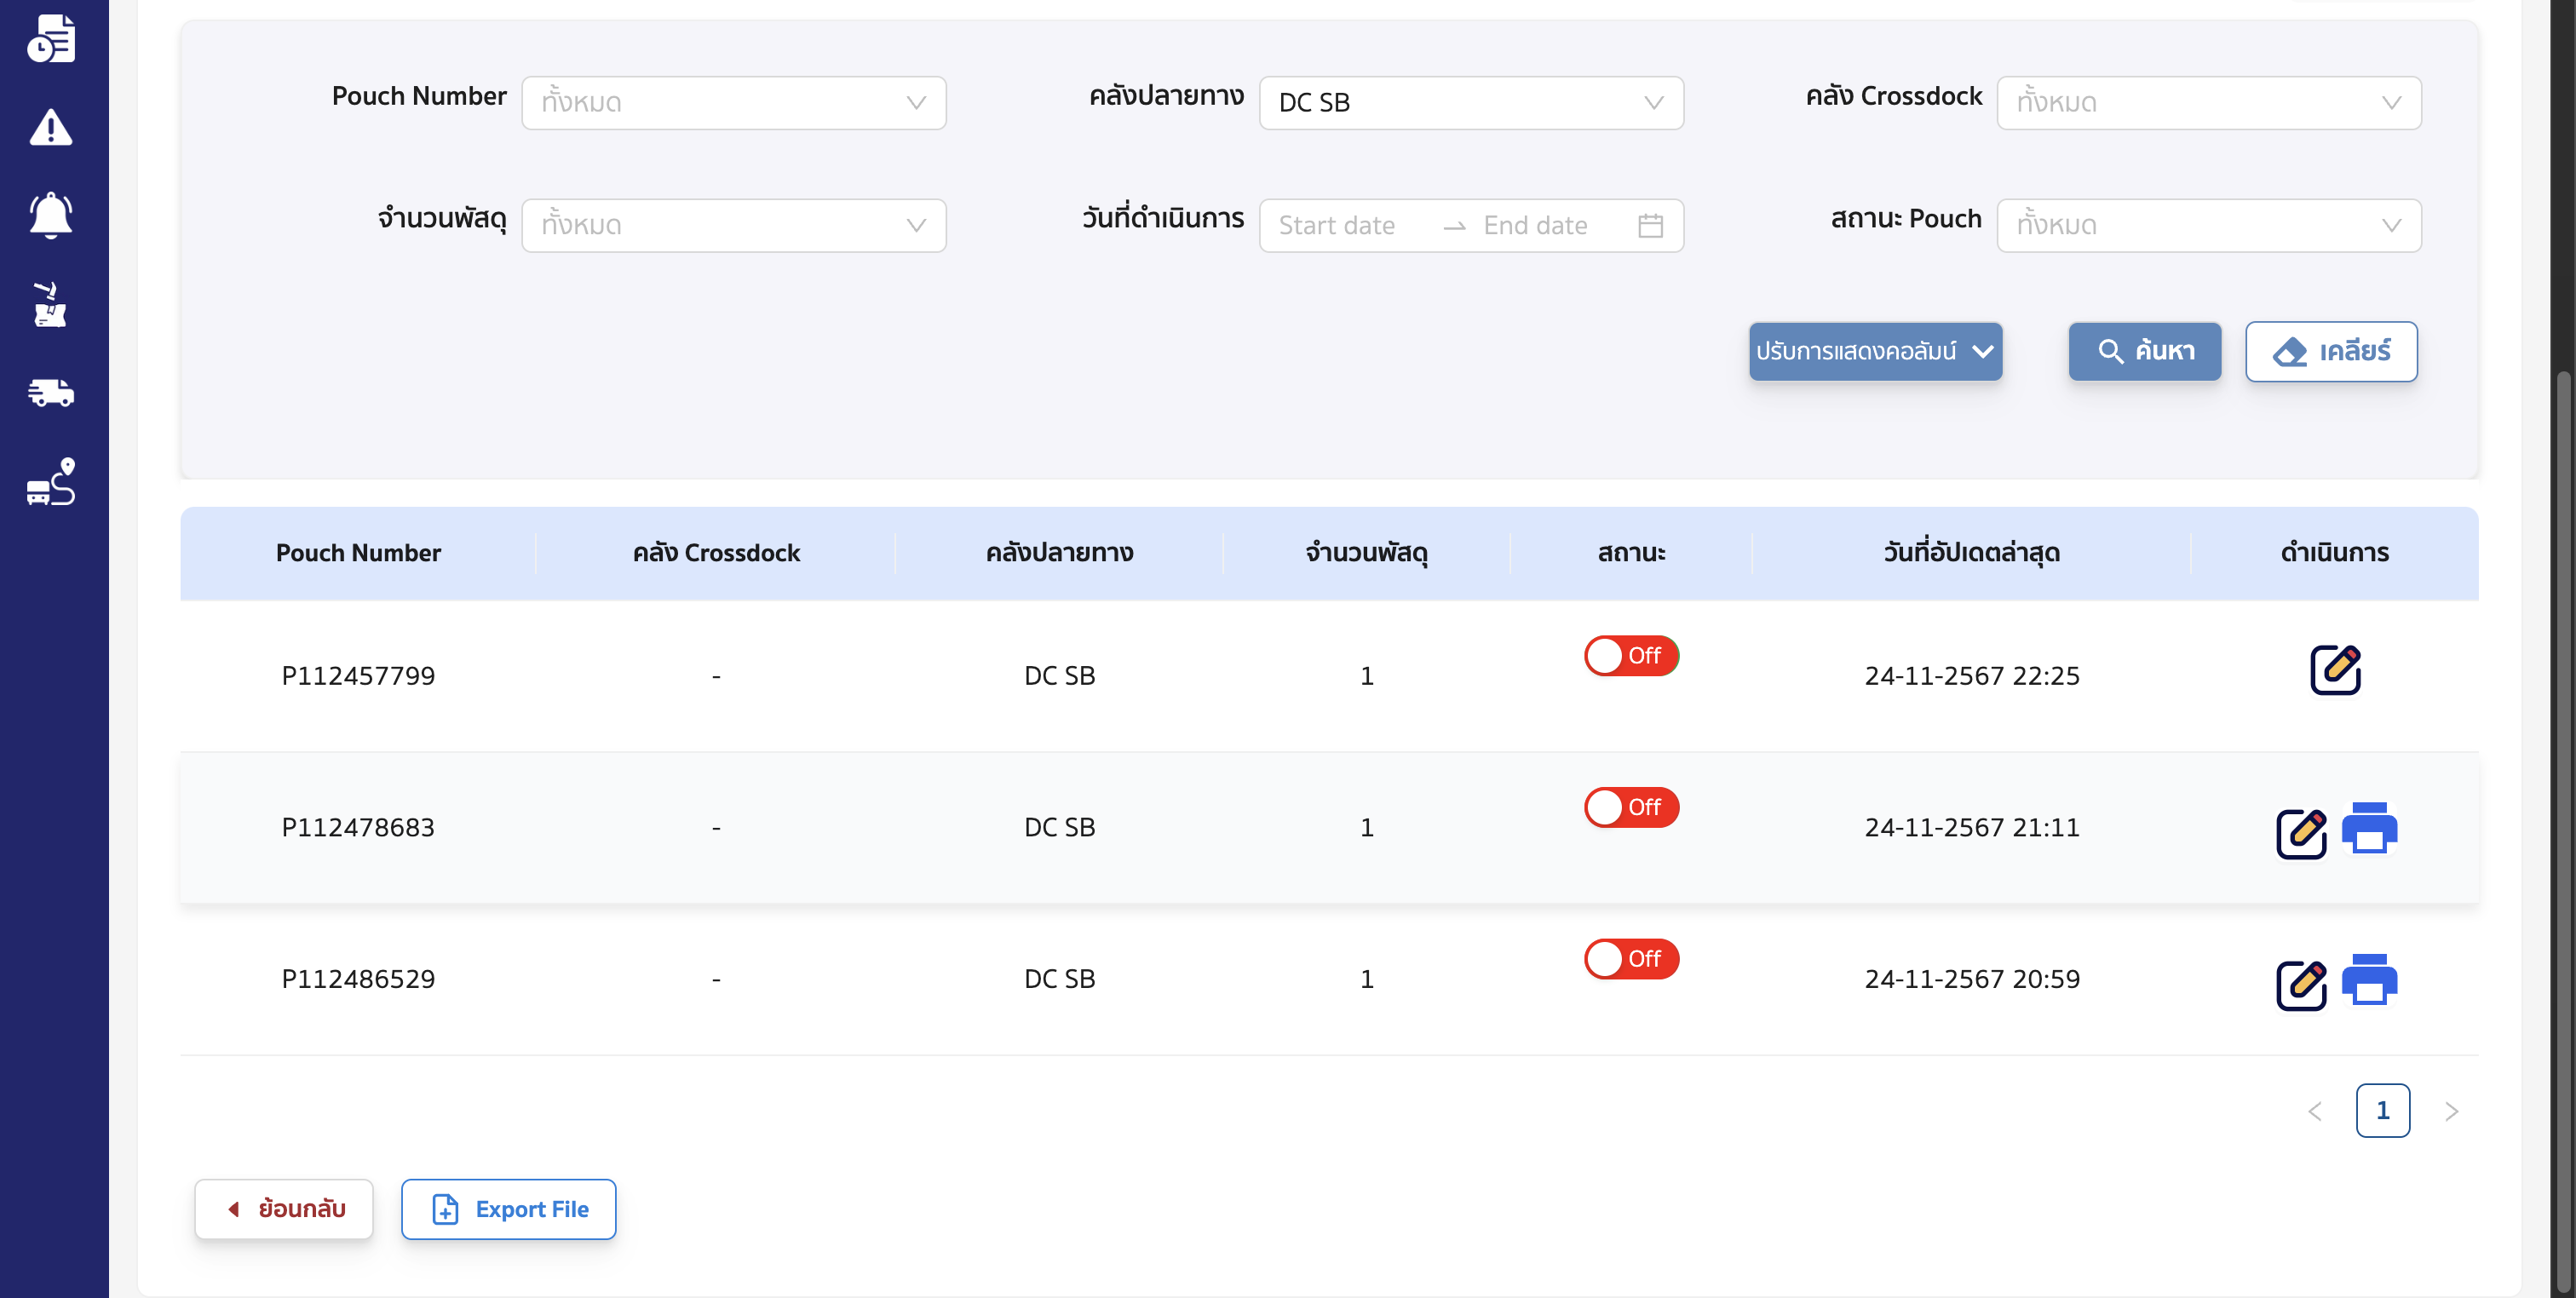 Pouch Number ทั้งหมด คลังปลายทาง DC SB คลัง Crossdock ทั้งหมด
จำนวนพัสดุ ทั้งหมด วันที่ดำเนินการ Start date End date สถานะ Pouch ทั้งหมด
ปรับการแสดงคอลัมน์ ค้นหา เคลียร์
Pouch Number คลัง Crossdock คลังปลายทาง จำนวนพัสดุ สถานะ วันที่อัปเดตล่าสุด ดำเนินการ
P112457799 - DC SB 1 Off 24-11-2567 22:25
P112478683 - DC SB 1 Off 24-11-2567 21:11
P112486529 - DC SB 1 Off 24-11-2567 20:59
1
ย้อนกลับ Export File